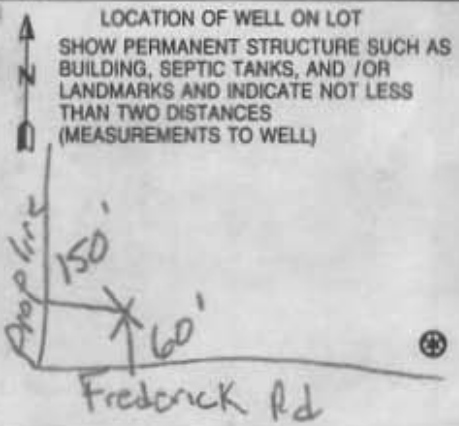 LOCATION OF WELL ON LOT
SHOW PERMANENT STRUCTURE SUCH AS
BUILDING, SEPTIC TANKS, AND /OR
LANDMARKS AND INDICATE NOT LESS
THAN TWO DISTANCES
(MEASUREMENTS TO WELL)
N
Prop line
150'
60'
Frederick Rd